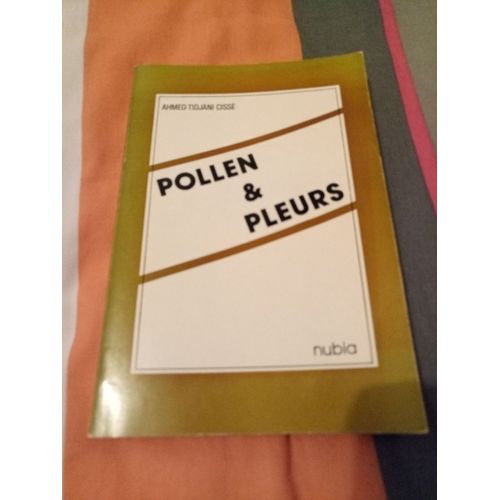 AHMED TIDJANI CISSÉ
POLLEN
&
PLEURS
nubia